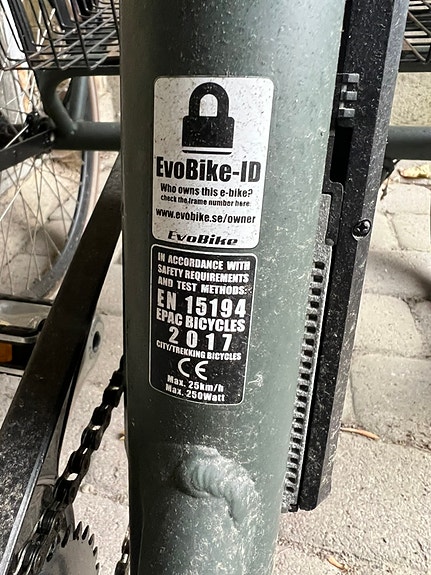 EvoBike-ID
Who owns this e-bike?
check the frame number here:
www.evobike.se/owner
EvoBike
IN ACCORDANCE WITH
SAFETY REQUIREMENTS
AND TEST METHODS:
EN 15194
EPAC BICYCLES
2017
CITY/TREKKING BICYCLES
CE
Max. 25km/h
Max. 250Watt